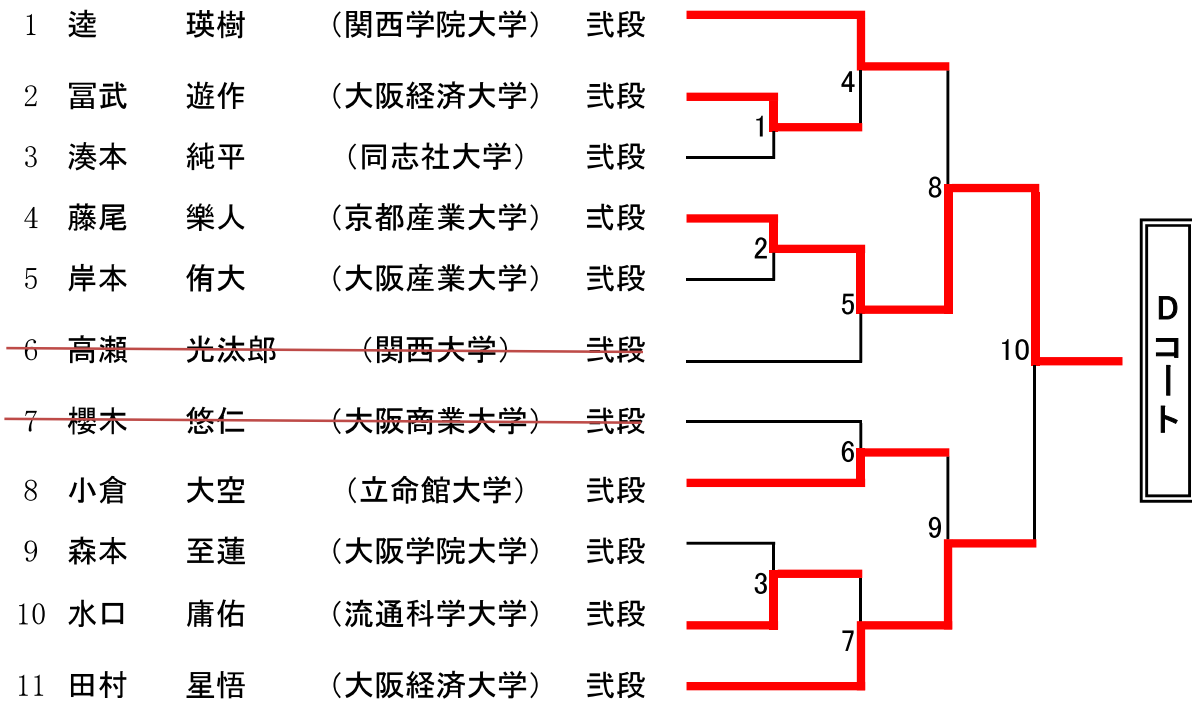 1 逵 瑛樹 （関西学院大学） 弐段
2 冨武 遊作 （大阪経済大学） 弐段
3 湊本 純平 （同志社大学） 弐段
4 藤尾 樂人 （京都産業大学） 弐段
5 岸本 侑大 （大阪産業大学） 弐段
6 高瀬 光汰郎 （関西大学） 弐段
7 櫻木 悠仁 （大阪商業大学） 弐段
8 小倉 大空 （立命館大学） 弐段
9 森本 至蓮 （大阪学院大学） 弐段
10 水口 庸佑 （流通科学大学） 弐段
11 田村 星悟 （大阪経済大学） 弐段
4
1
8
2
5
10
6
9
3
7
Dコート